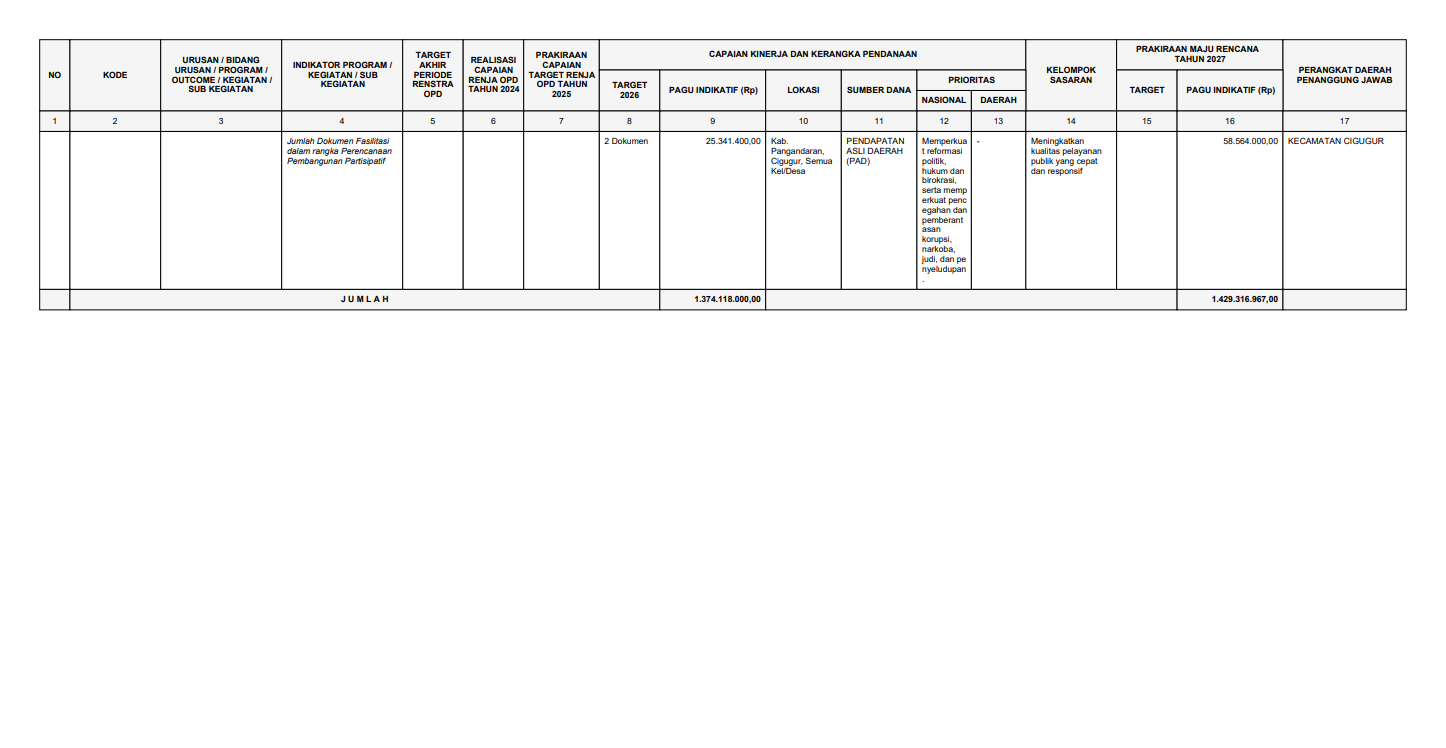 NO
KODE
URUSAN / BIDANG
URUSAN / PROGRAM /
OUTCOME / KEGIATAN /
SUB KEGIATAN
INDIKATOR PROGRAM /
KEGIATAN / SUB
KEGIATAN
TARGET
AKHIR
PERIODE
RENSTRA
OPD
REALISASI
CAPAIAN
RENJA OPD
TAHUN 2024
PRAKIRAAN
CAPAIAN
TARGET RENJA
OPD TAHUN
2025
CAPAIAN KINERJA DAN KERANGKA PENDANAAN
TARGET
2026
PAGU INDIKATIF (Rp)
LOKASI
SUMBER DANA
PRIORITAS
NASIONAL
DAERAH
KELOMPOK
SASARAN
PRAKIRAAN MAJU RENCANA
TAHUN 2027
TARGET
PAGU INDIKATIF (Rp)
PERANGKAT DAERAH
PENANGGUNG JAWAB
1 2 3 4 5 6 7 8 9 10 11 12 13 14 15 16 17
Jumlah Dokumen Fasilitasi
dalam rangka Perencanaan
Pembangunan Partisipatif
2 Dokumen
25.341.400,00
Kab.
Pangandaran,
Cigugur, Semua
Kel/Desa
PENDAPATAN
ASLI DAERAH
(PAD)
Memperkua
t reformasi
politik,
hukum dan
birokrasi,
serta memp
erkuat penc
egahan dan
pemberant
asan
korupsi,
narkoba,
judi, dan pe
nyeludupan
.
-
Meningkatkan
kualitas pelayanan
publik yang cepat
dan responsif
58.564.000,00
KECAMATAN CIGUGUR
J U M L A H
1.374.118.000,00
1.429.316.967,00